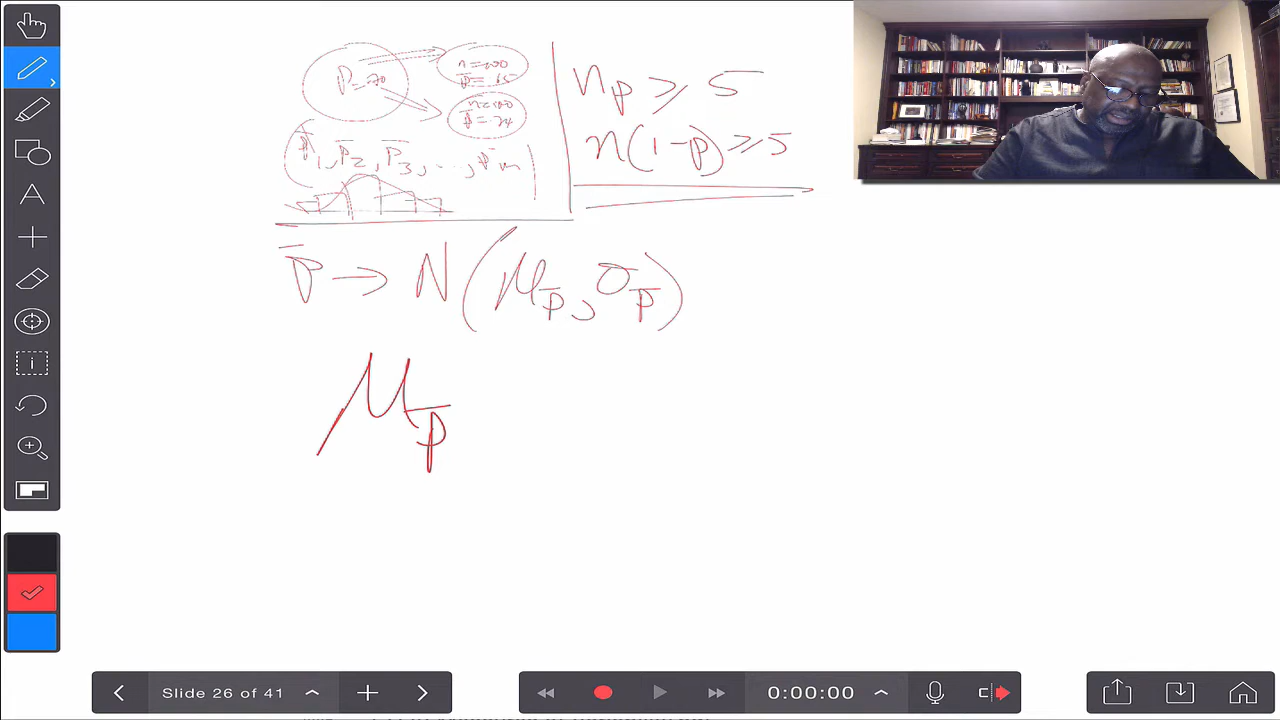 P = 70
n=100
p̄ = 65
n=100
p̄ = 74
p̄₁, p̄₂, p̄₃, ..., p̄m
np ≥ 5
n(1-p) ≥ 5
p̄ → N(μp̄, σp̄)
μp̄
A
i
Slide 26 of 41
0:00:00